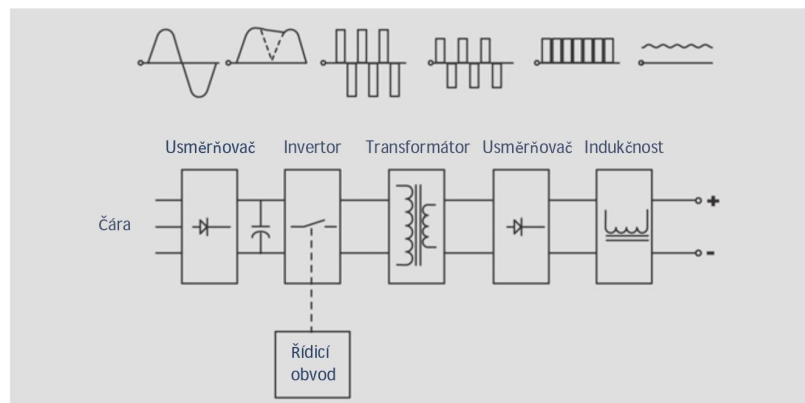 Usměrňovač Invertor Transformátor Usměrňovač Indukčnost
Čára
+
-
Řídicí
obvod